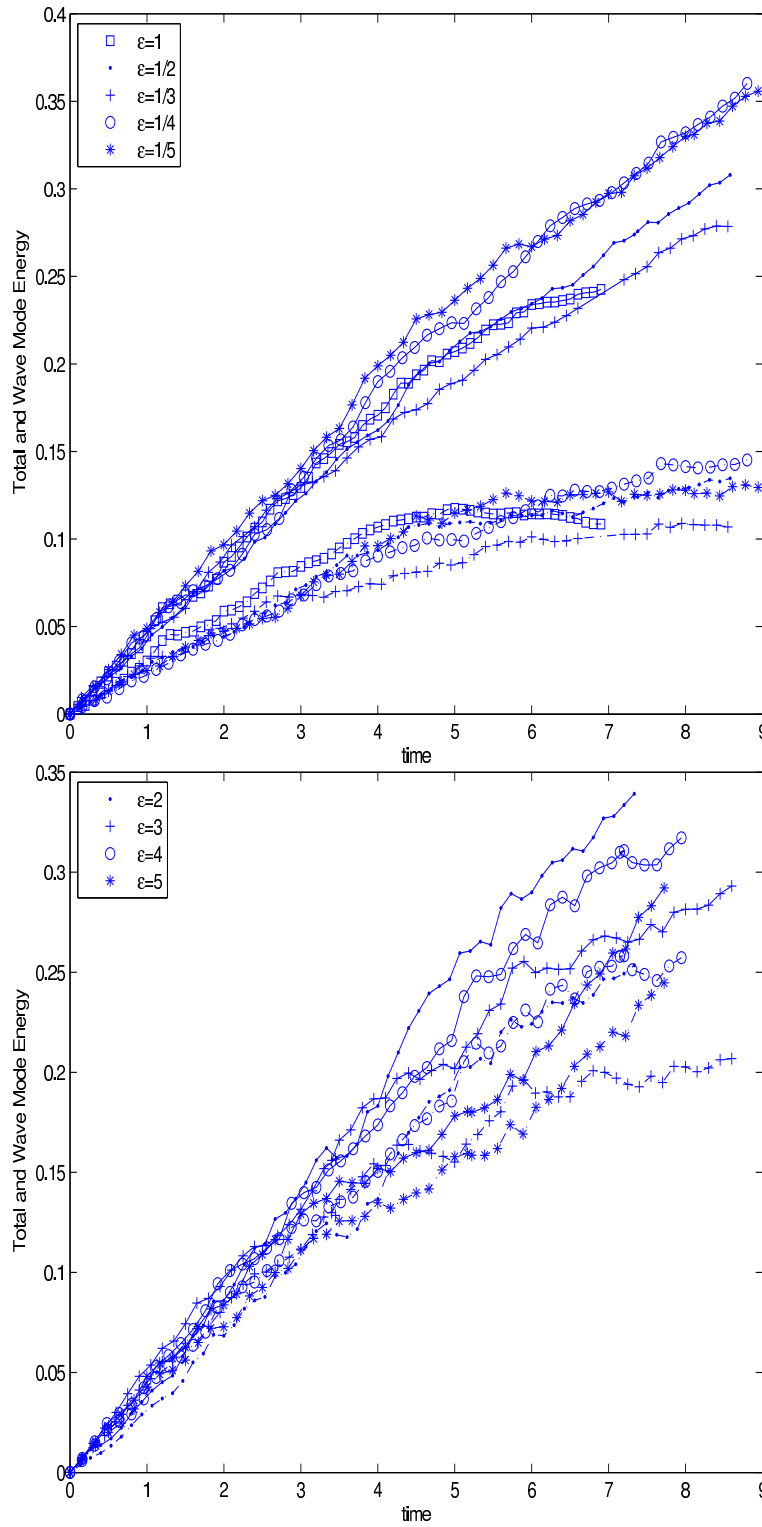 0.4
0.35
0.3
0.25
0.2
0.15
0.1
0.05
0
Total and Wave Mode Energy
ε=1
ε=1/2
ε=1/3
ε=1/4
ε=1/5
0 1 2 3 4 5 6 7 8 9
time
0.35
0.3
0.25
0.2
0.15
0.1
0.05
0
Total and Wave Mode Energy
ε=2
ε=3
ε=4
ε=5
0 1 2 3 4 5 6 7 8 9
time